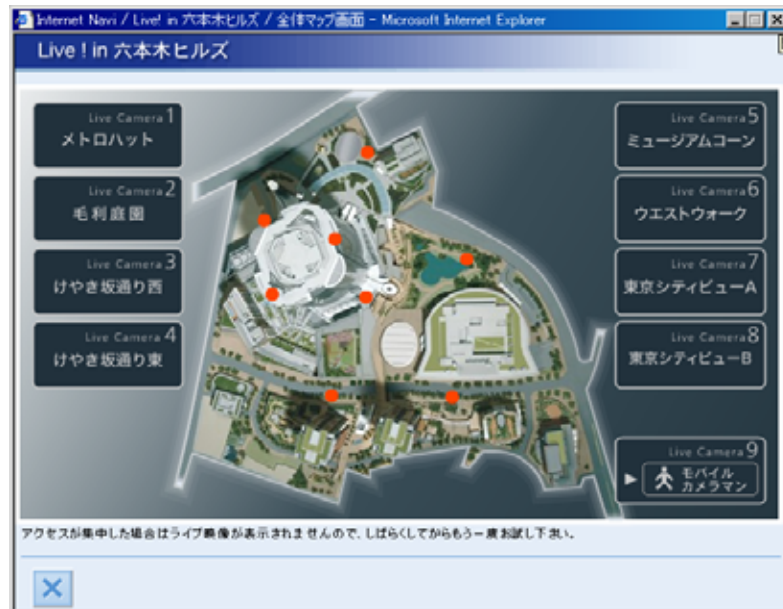 Internet Navi / Live! in 六本木ヒルズ / 全体マップ画面 - Microsoft Internet Explorer
Live ! in 六本木ヒルズ
Live Camera 1
メトロハット
Live Camera 2
毛利庭園
Live Camera 3
けやき坂通り西
Live Camera 4
けやき坂通り東
Live Camera 5
ミュージアムコーン
Live Camera 6
ウエストウォーク
Live Camera 7
東京シティビューA
Live Camera 8
東京シティビューB
Live Camera 9
モバイル
カメラマン
アクセスが集中した場合はライブ映像が表示されませんので、しばらくしてからもう一度お試し下さい。